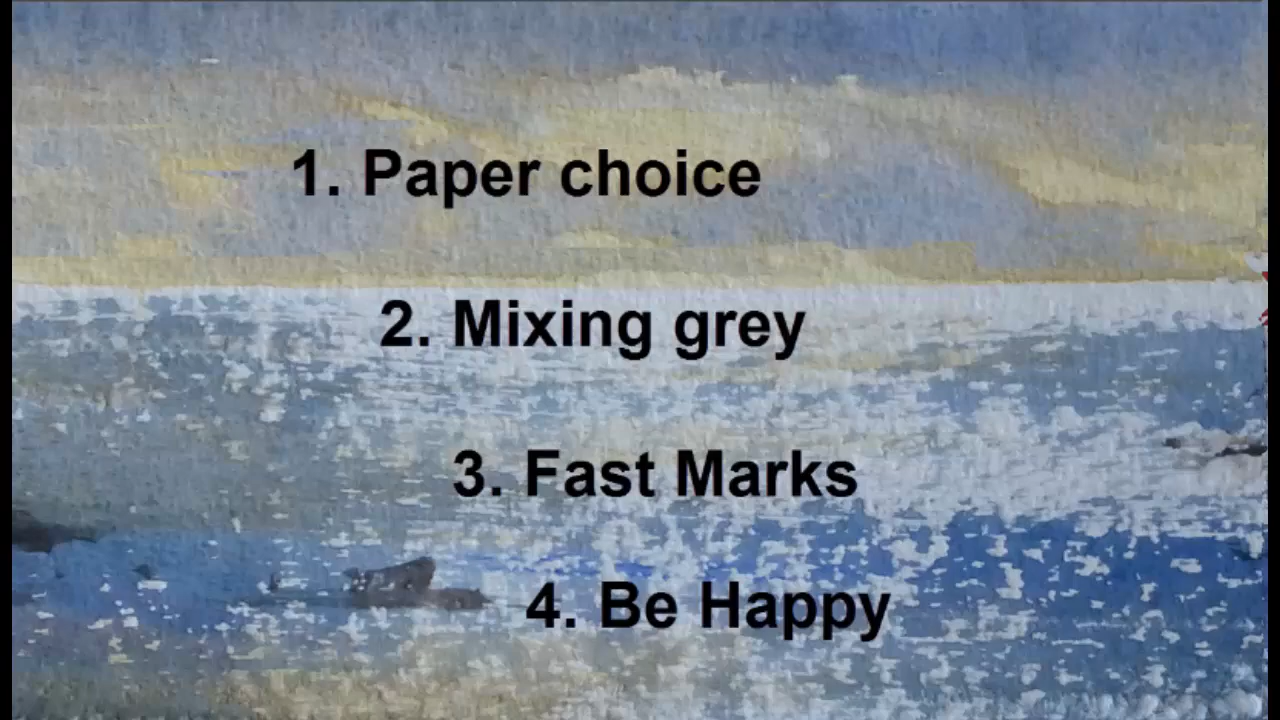 1. Paper choice
2. Mixing grey
3. Fast Marks
4. Be Happy